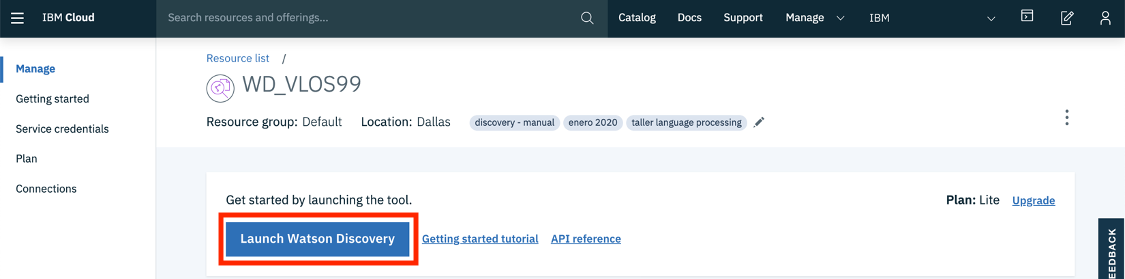 IBM Cloud Search resources and offerings... Catalog Docs Support Manage IBM
Resource list /
Manage
WD_VLOS99
Getting started
Resource group: Default Location: Dallas discovery - manual enero 2020 taller language processing
Service credentials
Plan
Connections
Get started by launching the tool. Plan: Lite Upgrade
Launch Watson Discovery Getting started tutorial API reference